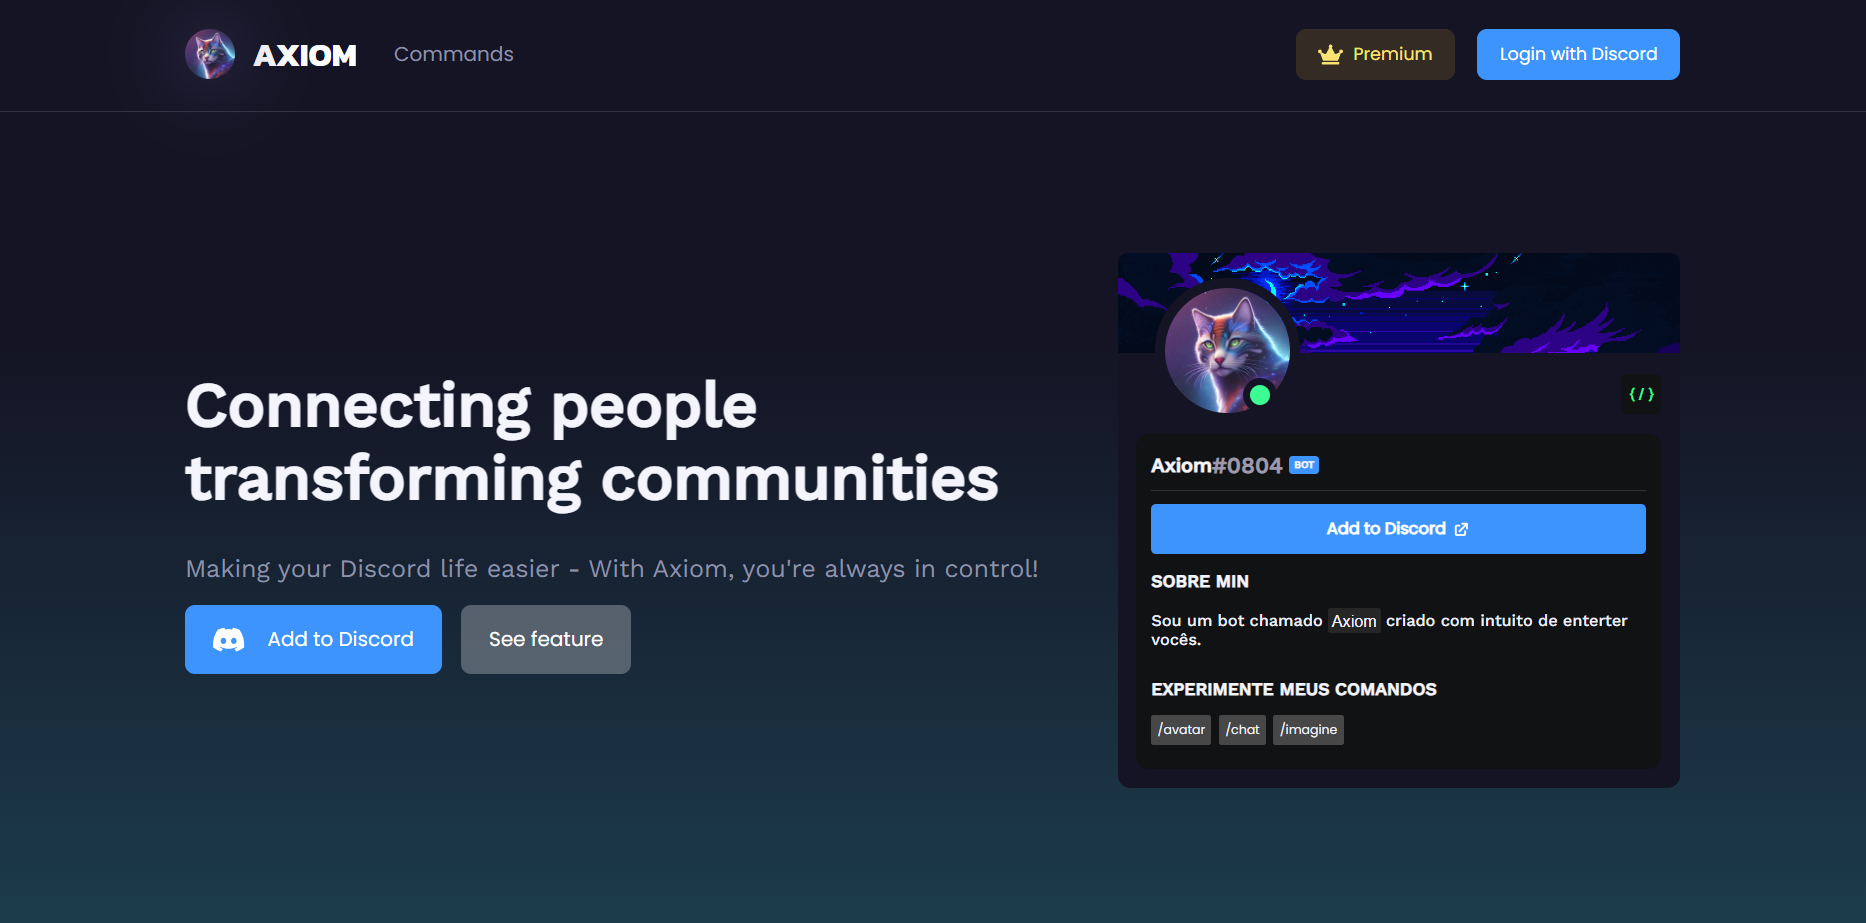 AXIOM
Commands
Premium
Login with Discord
Connecting people
transforming communities
Making your Discord life easier - With Axiom, you're always in control!
Add to Discord
See feature
{/}
Axiom#0804 BOT
Add to Discord
SOBRE MIN
Sou um bot chamado Axiom criado com intuito de enterter
vocês.
EXPERIMENTE MEUS COMANDOS
/avatar /chat /imagine